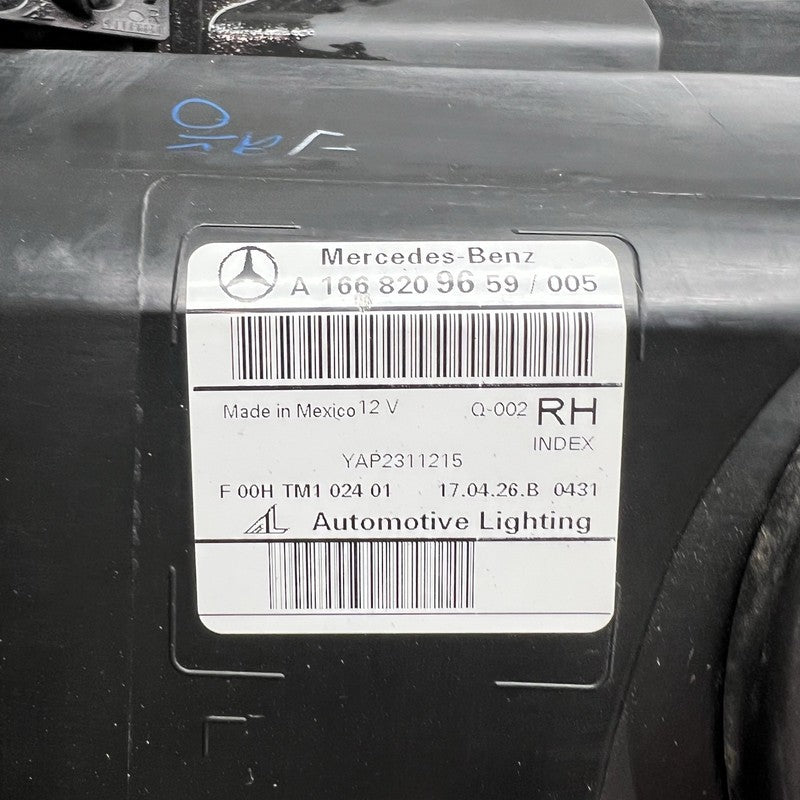 Mercedes-Benz
A 166 820 96 59 / 005
Made in Mexico 12 V Q-002 RH
INDEX
YAP2311215
F 00H TM1 024 01 17.04.26.B 0431
AL Automotive Lighting